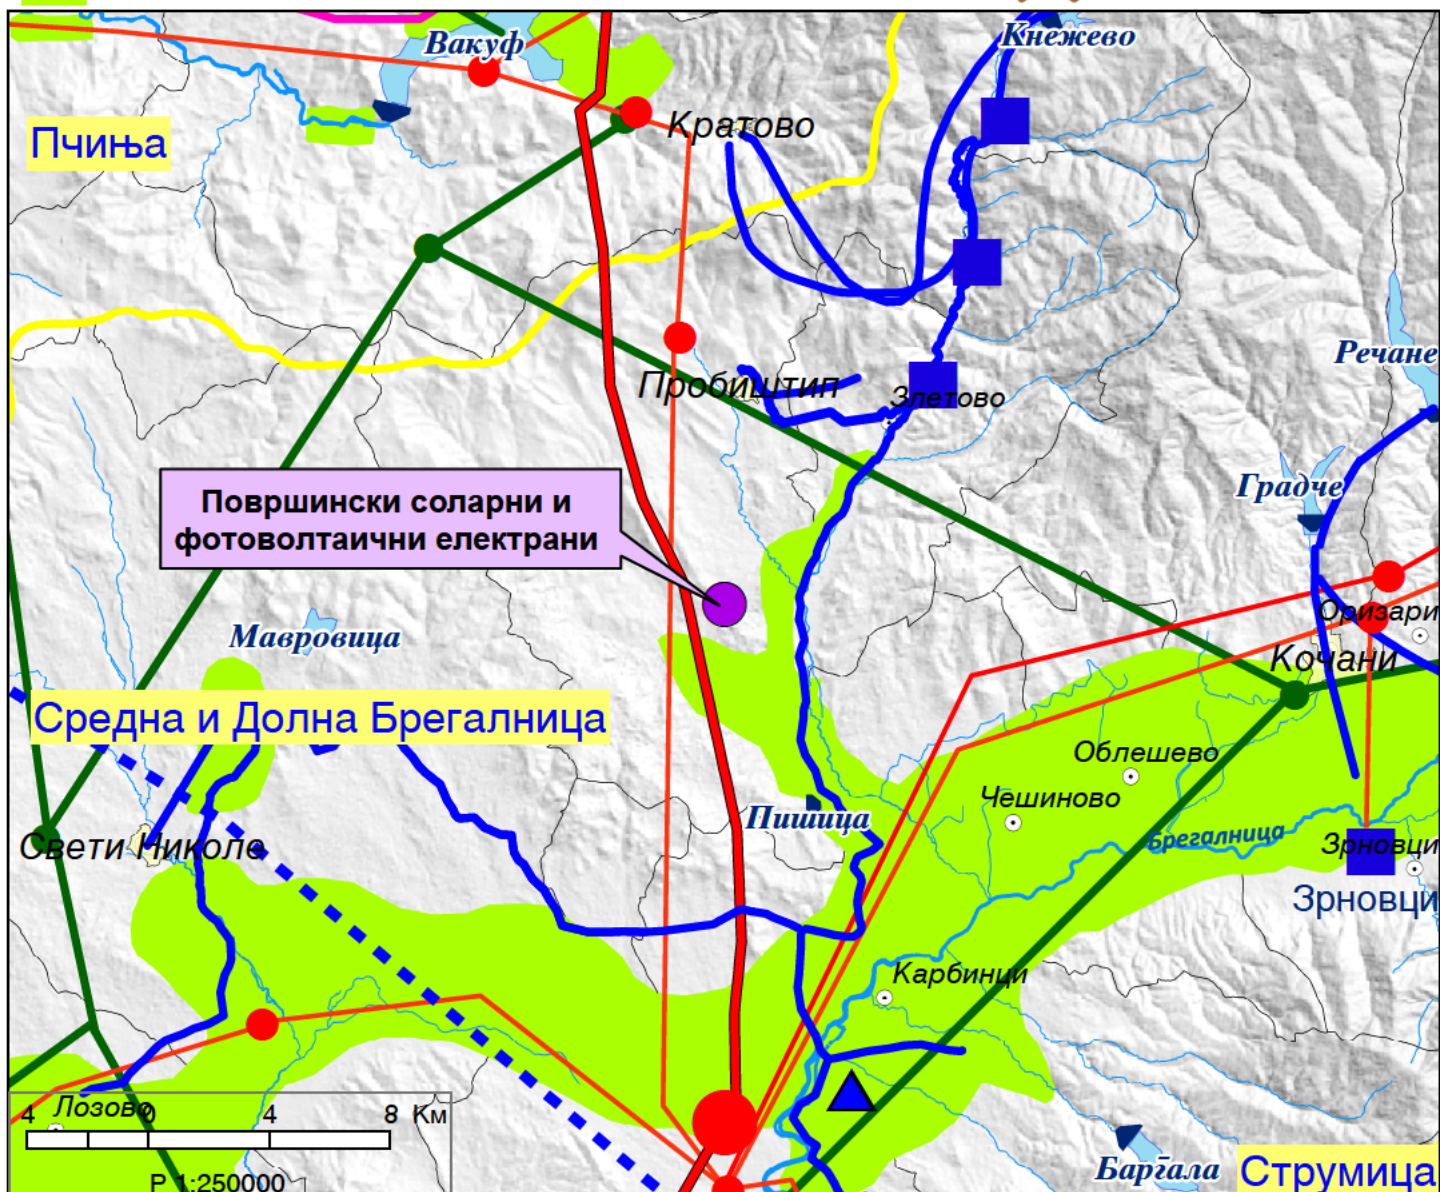 Вакуф
Кнежево
Пчиња
Кратово
Речане
Пробиштип
Злетово
Градче
Површински соларни и
фотоволтаични електрани
Оризари
Мавровица
Кочани
Средна и Долна Брегалница
Облешево
Чешиново
Пишица
Брегалница
Свети Николе
Зрновци
Зрновци
Карбинци
Лозово
4 0 4 8 Км
Р 1:250000
Барѓала
Струмица